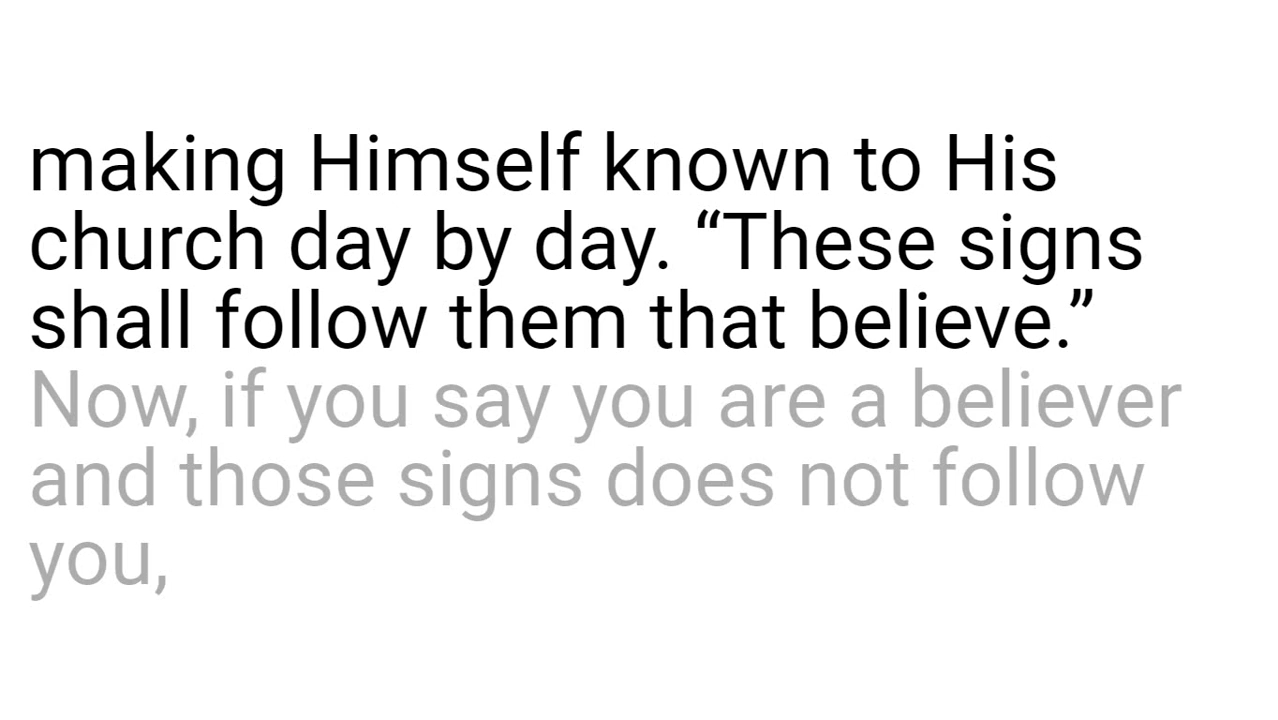 making Himself known to His
church day by day. “These signs
shall follow them that believe.”
Now, if you say you are a believer
and those signs does not follow
you,